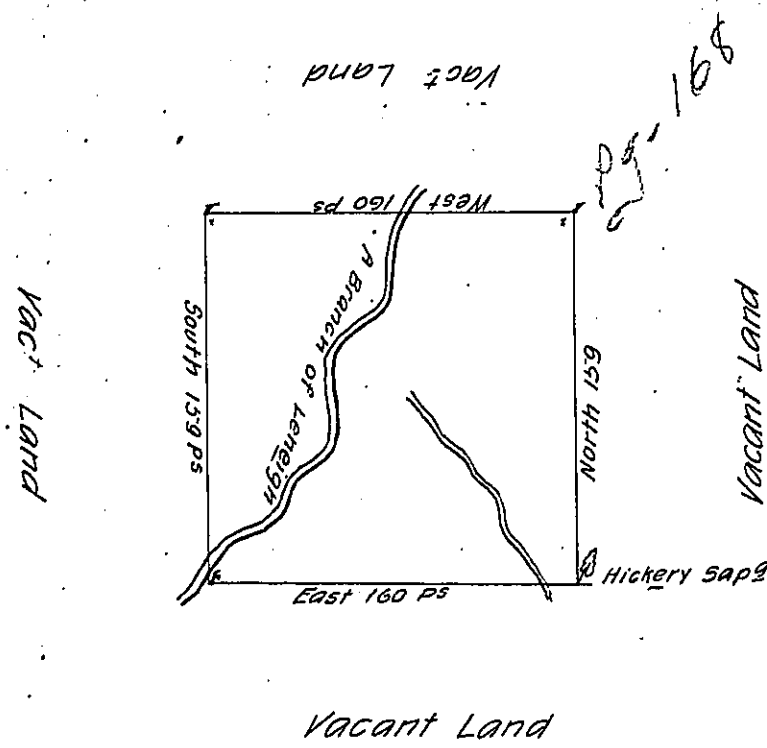 Vact Land
Pg. 168
West 160 ps
A Branch of Leheigh
South 159 ps
Vact Land
North 159
Vacant Land
Hickery Sapg
East 160 ps
Vacant Land